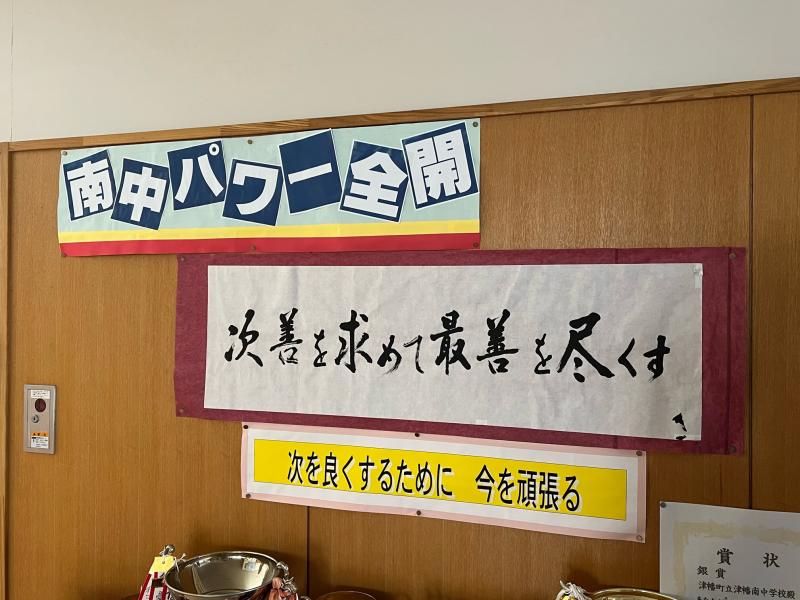 南中パワー全開
次善を求めて最善を尽くす
次を良くするために 今を頑張る
賞状
銀賞
津幡町立津幡南中学校殿